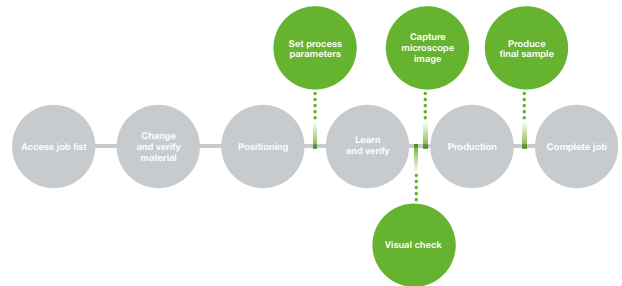 Set process
parameters
Capture
microscope
image
Produce
final sample
Access job list
Change
and verify
material
Positioning
Learn
and verify
Production
Complete job
Visual check